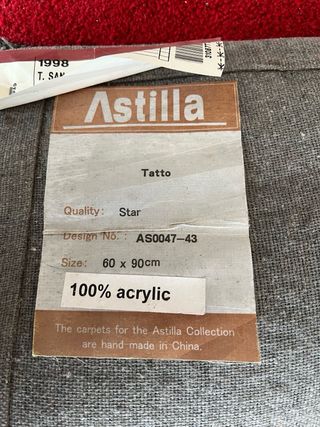 1998
T. SAN
Astilla
Tatto
Quality: Star
Design No.: AS0047-43
Size: 60 x 90cm
100% acrylic
The carpets for the Astilla Collection
are hand made in China.